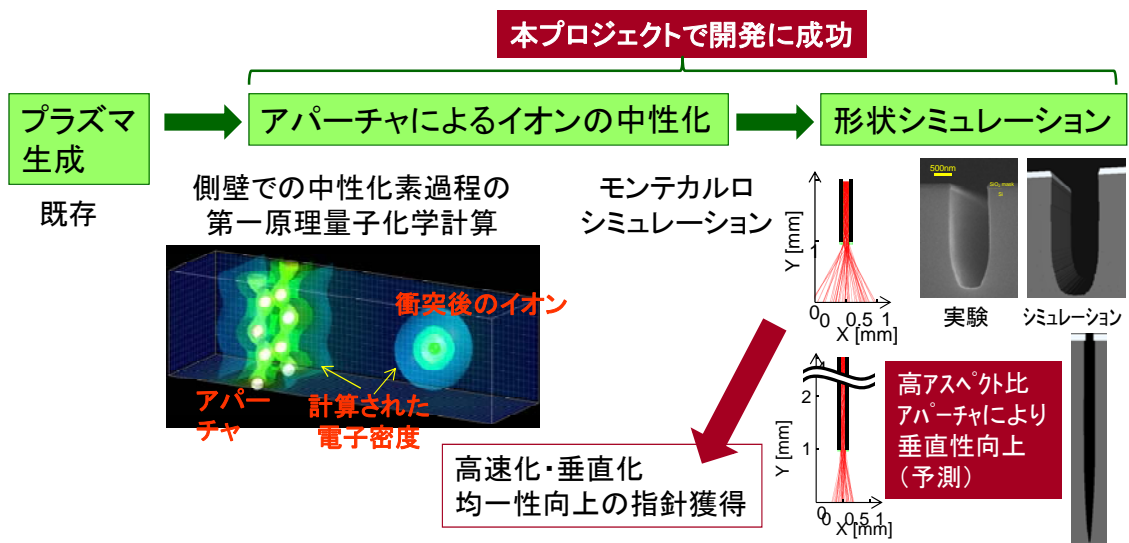 本プロジェクトで開発に成功
プラズマ
生成
アパーチャによるイオンの中性化
形状シミュレーション
既存
側壁での中性化素過程の
第一原理量子化学計算
モンテカルロ
シミュレーション
衝突後のイオン
アパー
チャ
計算された
電子密度
Y [mm]
1
0
0 0.5 1
X [mm]
500nm
SiO₂ mask
Si
実験
シミュレーション
Y [mm]
2
1
0
0 0.5 1
X [mm]
高アスペクト比
アパーチャにより
垂直性向上
(予測)
高速化・垂直化
均一性向上の指針獲得